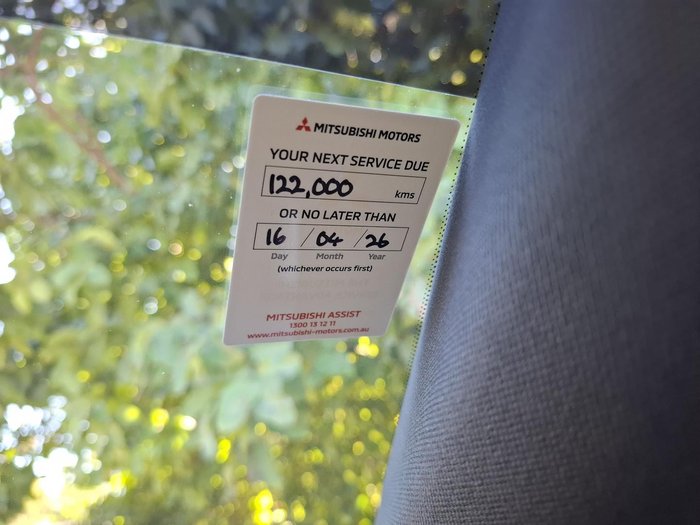 MITSUBISHI MOTORS
YOUR NEXT SERVICE DUE
122,000 kms
OR NO LATER THAN
16 / 04 / 26
Day Month Year
(whichever occurs first)
MITSUBISHI ASSIST
1300 13 12 11
www.mitsubishi-motors.com.au